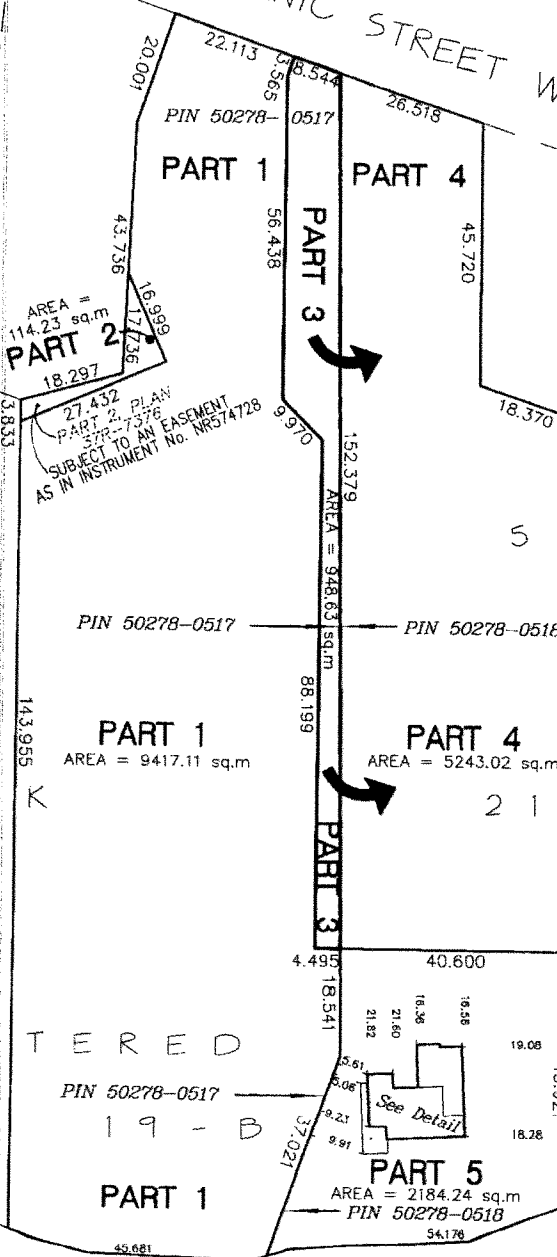 NIC STREET W
20.001
22.113
3.565
8.544
26.518
PIN 50278-0517
PART 1
PART 4
PART 3
43.736
56.438
45.720
AREA =
114.23 sq.m
PART 2
16.999
17.736
18.297
27.432
3.833
PART 2, PLAN
37R-7576
SUBJECT TO AN EASEMENT
AS IN INSTRUMENT No. NR574728
9.970
18.370
152.379
AREA = 948.63 sq.m
5
PIN 50278-0517
PIN 50278-0518
88.199
143.955
PART 1
AREA = 9417.11 sq.m
PART 4
AREA = 5243.02 sq.m
K
2 1
PART 3
4.495
40.600
18.541
21.82
21.60
16.36
16.56
19.08
TERED
5.61
5.06
PIN 50278-0517
9.23
See Detail
19-B
9.91
18.28
37.021
PART 5
AREA = 2184.24 sq.m
PART 1
PIN 50278-0518
45.681
54.176